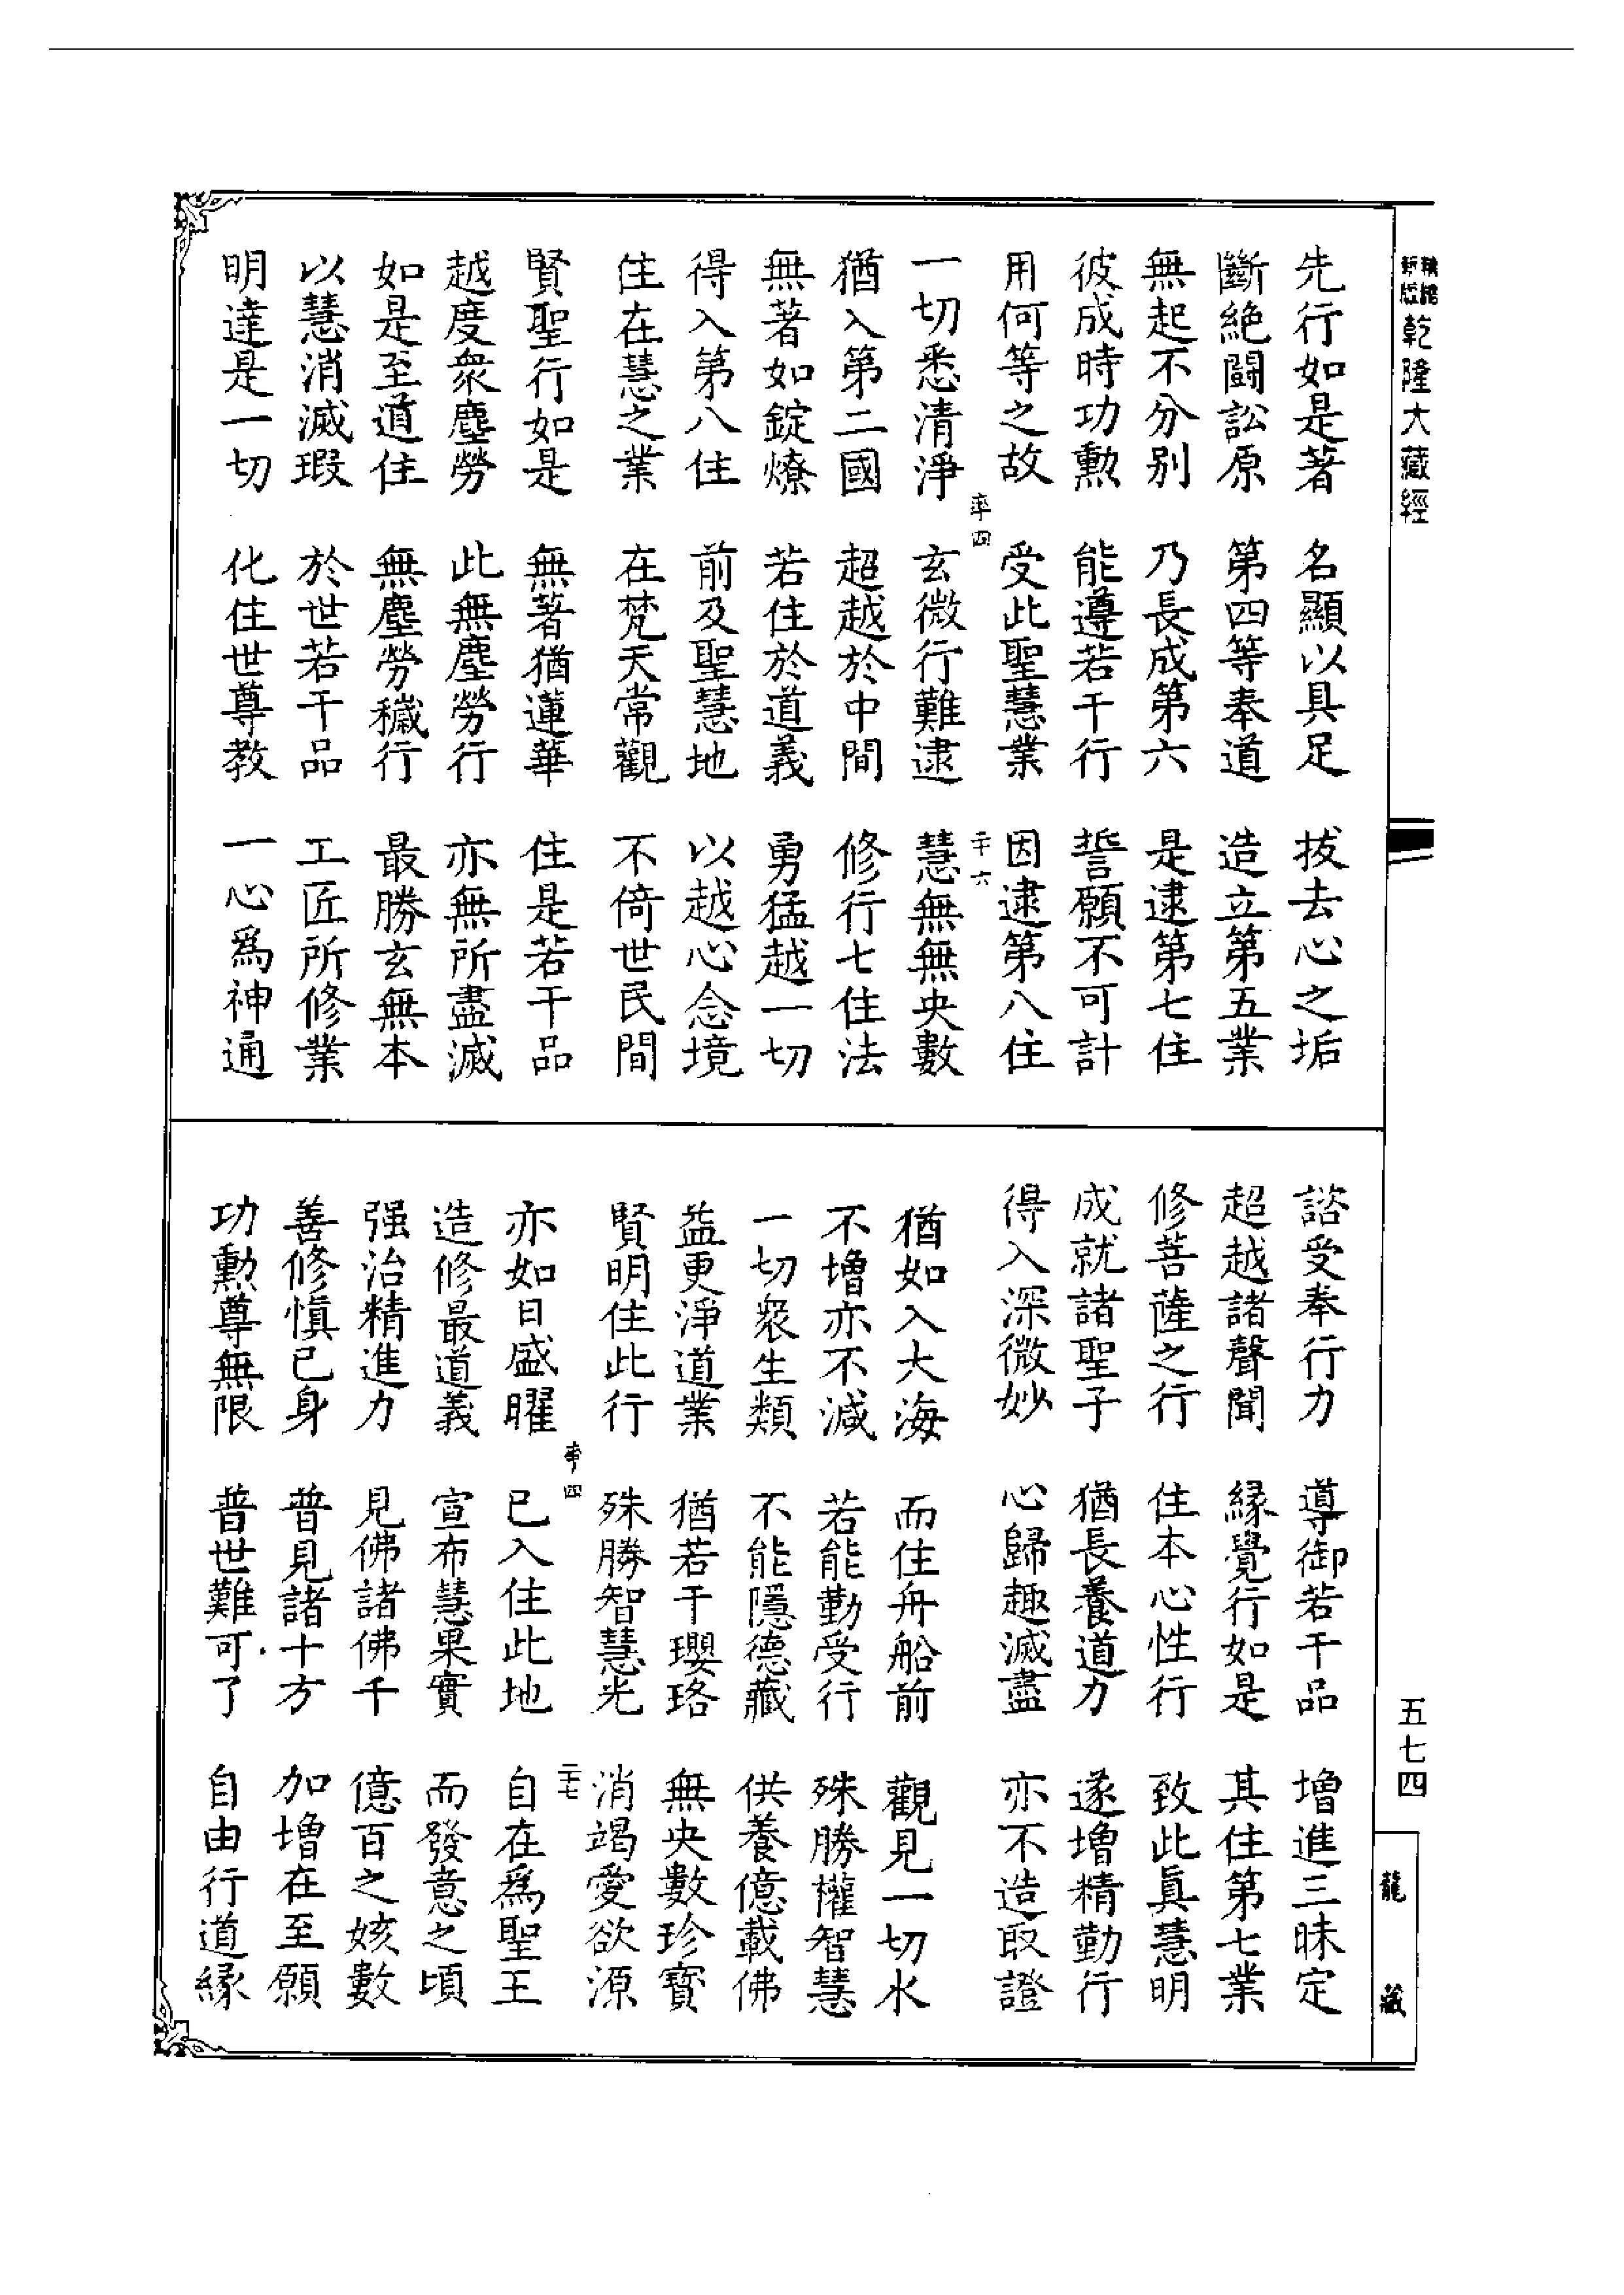 精縮
新版
乾隆大藏經
先行如是著　名顯以具足　拔去心之垢
斷絕鬪訟原　第四等奉道　造立第五業
無起不分別　乃長成第六　是逮第七住
彼成時功勲　能遵若干行　誓願不可計
用何等之故　受此聖慧業　因逮第八住
率四　二十六
一切悉清淨　玄微行難逮　慧無無央數
猶入第二國　超越於中間　修行七住法
無著如錠燎　若住於道義　勇猛越一切
得入第八住　前及聖慧地　以越心念境
住在慧之業　在梵天常觀　不倚世民間
賢聖行如是　無著猶蓮華　住是若干品
越度衆塵勞　此無塵勞行　亦無所盡滅
如是至道住　無塵勞穢行　最勝玄無本
以慧消滅瑕　於世若干品　工匠所修業
明達是一切　化住世尊教　一心爲神通
諮受奉行力　導御若干品　增進三昧定
超越諸聲聞　緣覺行如是　其住第七業
修菩薩之行　住本心性行　致此眞慧明
成就諸聖子　猶長養道力　遂增精勤行
得入深微妙　心歸趣滅盡　亦不造取證
猶如入大海　而住舟船前　觀見一切水
不增亦不減　若能勤受行　殊勝權智慧
一切衆生類　不能隱德藏　供養億載佛
益更淨道業　猶若干瓔珞　無央數珍寶
賢明住此行　殊勝智慧光　消竭愛欲源
率四　二十七
亦如日盛曜　已入住此地　自在爲聖王
造修最道義　宣布慧果實　而發意之頃
强治精進力　見佛諸佛千　億百之姟數
善修愼已身　普見諸十方　加增在至願
功勲尊無限　普世難可了　自由行道緣
五七四
龍藏